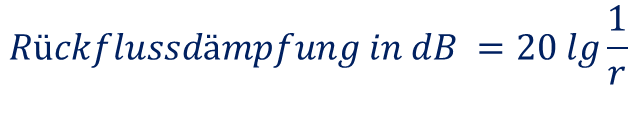 Rückflussdämpfung in dB = 20 lg 1/r